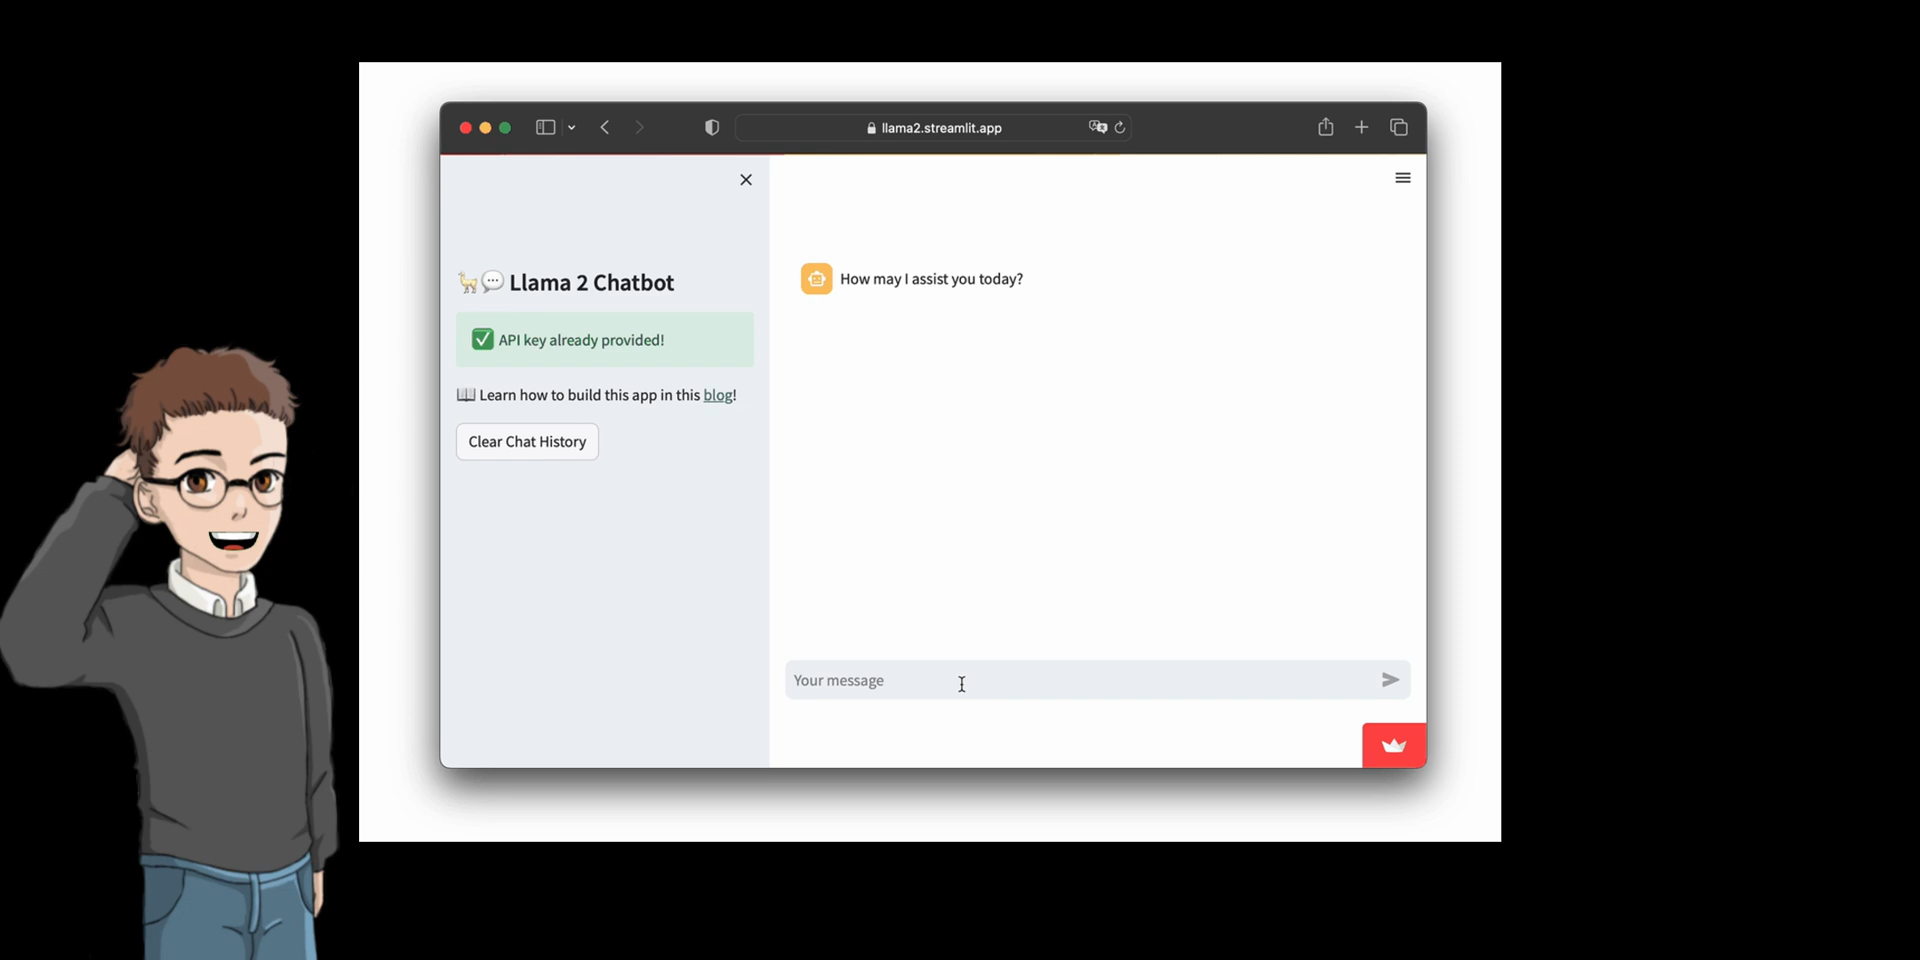 llama2.streamlit.app
🦙💬 Llama 2 Chatbot
✅ API key already provided!
📖 Learn how to build this app in this blog!
Clear Chat History
How may I assist you today?
Your message